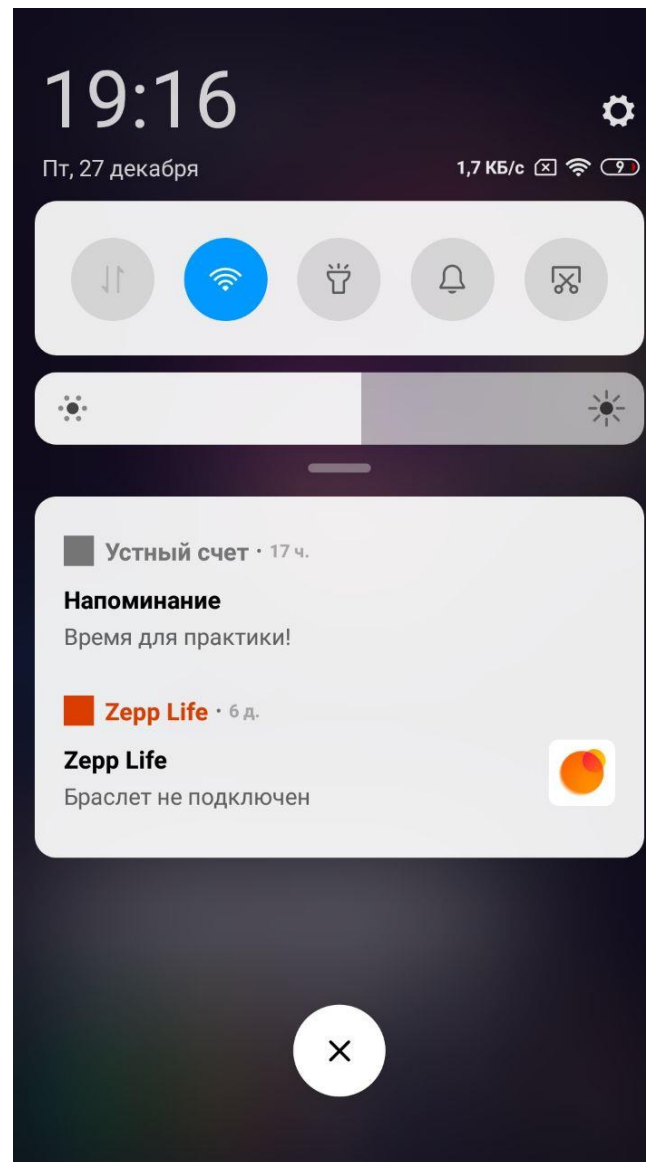 19:16
Пт, 27 декабря
1,7 КБ/с 9
Устный счет · 17 ч.
Напоминание
Время для практики!
Zepp Life · 6 д.
Zepp Life
Браслет не подключен